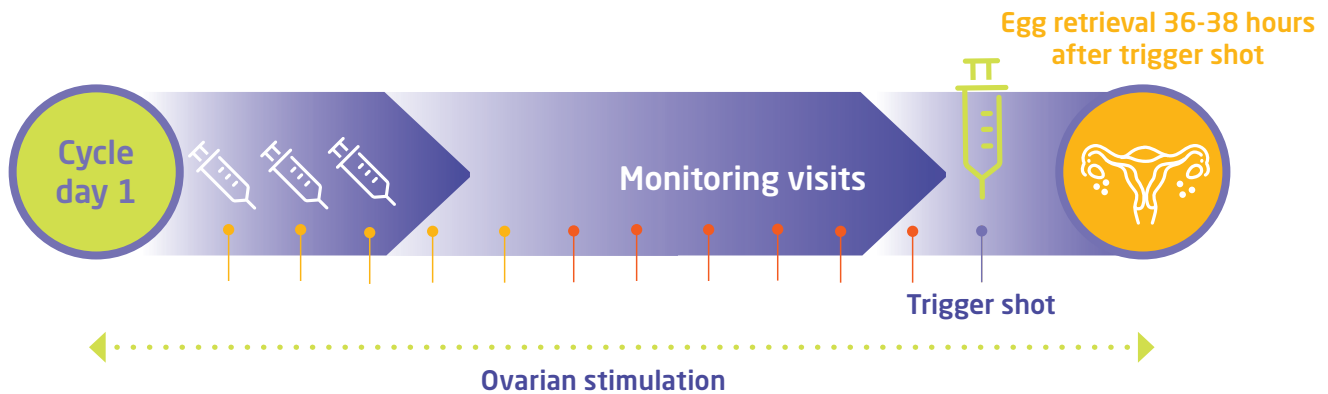 Egg retrieval 36-38 hours
after trigger shot
Cycle
day 1
Monitoring visits
Trigger shot
Ovarian stimulation